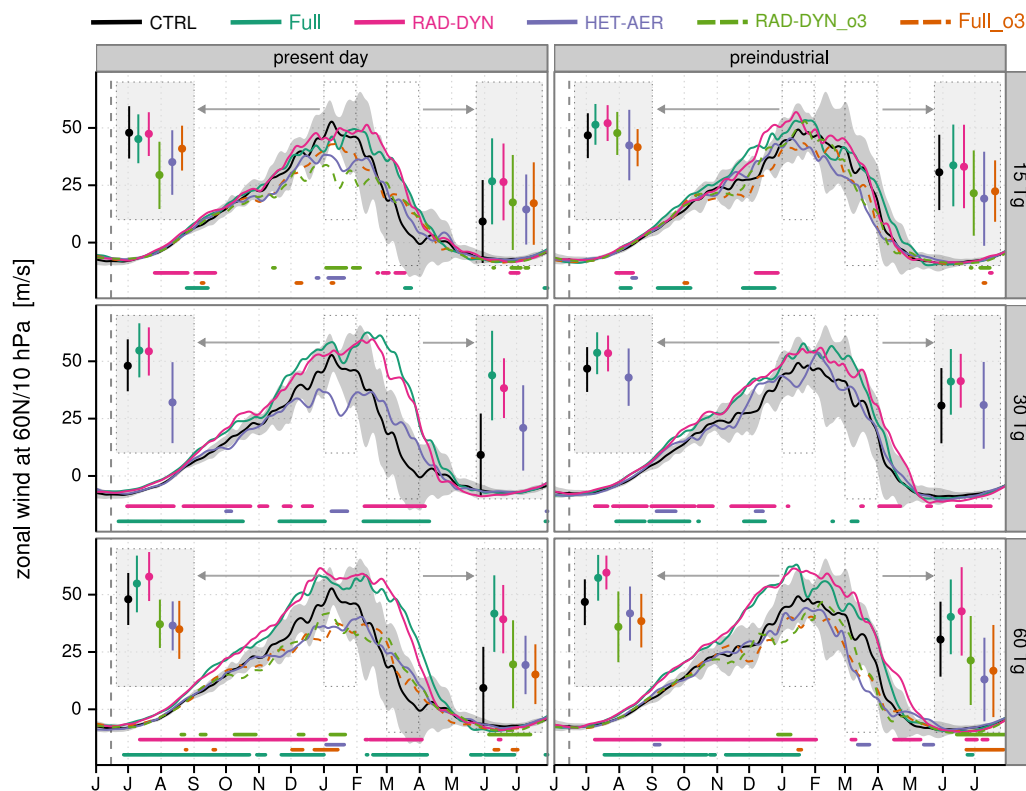 CTRL Full RAD-DYN HET-AER RAD-DYN_o3 Full_o3
present day preindustrial
zonal wind at 60N/10 hPa [m/s]
50
25
0
15 Tg
50
25
0
30 Tg
50
25
0
60 Tg
J J A S O N D J F M A M J J J J A S O N D J F M A M J J